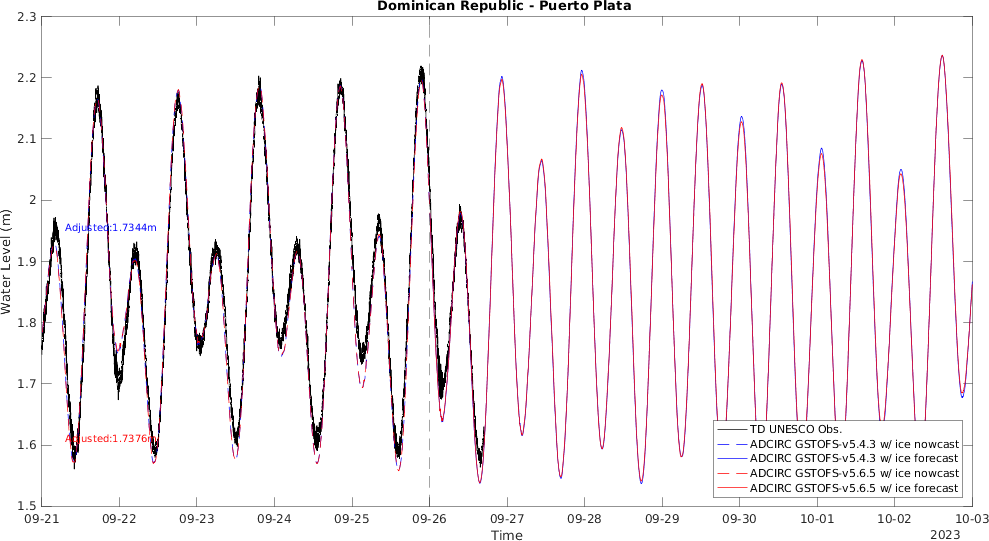 Dominican Republic - Puerto Plata
2.3
2.2
2.1
2
1.9
1.8
1.7
1.6
1.5
Water Level (m)
Adjusted:1.7344m
Adjusted:1.7376m
TD UNESCO Obs.
ADCIRC GSTOFS-v5.4.3 w/ ice nowcast
ADCIRC GSTOFS-v5.4.3 w/ ice forecast
ADCIRC GSTOFS-v5.6.5 w/ ice nowcast
ADCIRC GSTOFS-v5.6.5 w/ ice forecast
09-21 09-22 09-23 09-24 09-25 09-26 09-27 09-28 09-29 09-30 10-01 10-02 10-03
Time
2023